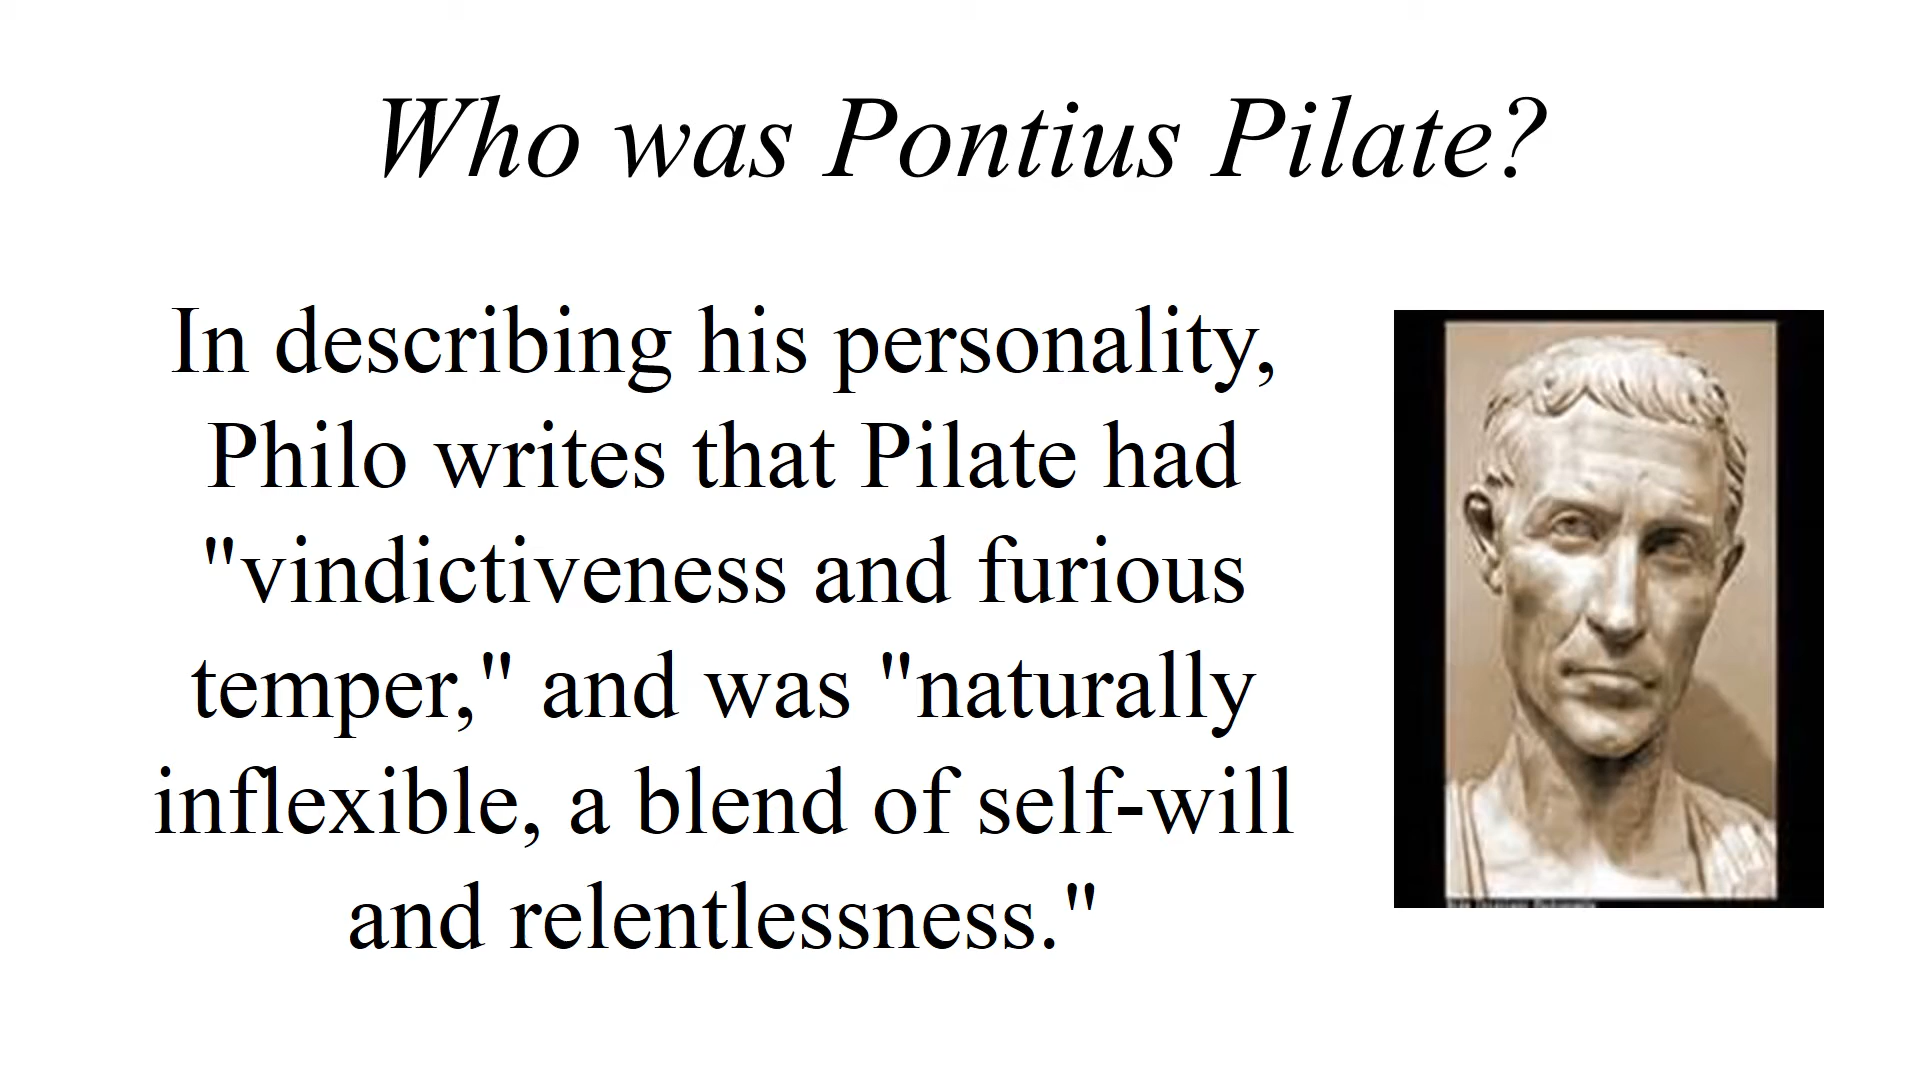 Who was Pontius Pilate?
In describing his personality,
Philo writes that Pilate had
"vindictiveness and furious
temper," and was "naturally
inflexible, a blend of self-will
and relentlessness."